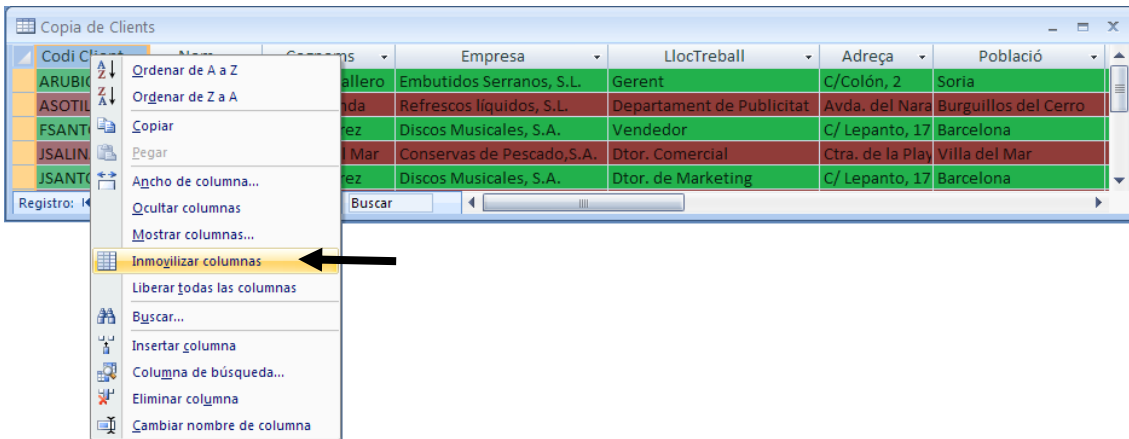 Copia de Clients
Codi Client Nom Cognoms Empresa LlocTreball Adreça Població
allero Embutidos Serranos, S.L. Gerent C/Colón, 2 Soria
ASOTIL nda Refrescos líquidos, S.L. Departament de Publicitat Avda. del Nara Burguillos del Cerro
FSANT rez Discos Musicales, S.A. Vendedor C/ Lepanto, 17 Barcelona
JSALIN l Mar Conservas de Pescado,S.A. Dtor. Comercial Ctra. de la Play Villa del Mar
JSANT rez Discos Musicales, S.A. Dtor. de Marketing C/ Lepanto, 17 Barcelona
Registro: Buscar
Ordenar de A a Z
Ordenar de Z a A
Copiar
Pegar
Ancho de columna...
Ocultar columnas
Mostrar columnas...
Inmovilizar columnas
Liberar todas las columnas
Buscar...
Insertar columna
Columna de búsqueda...
Eliminar columna
Cambiar nombre de columna